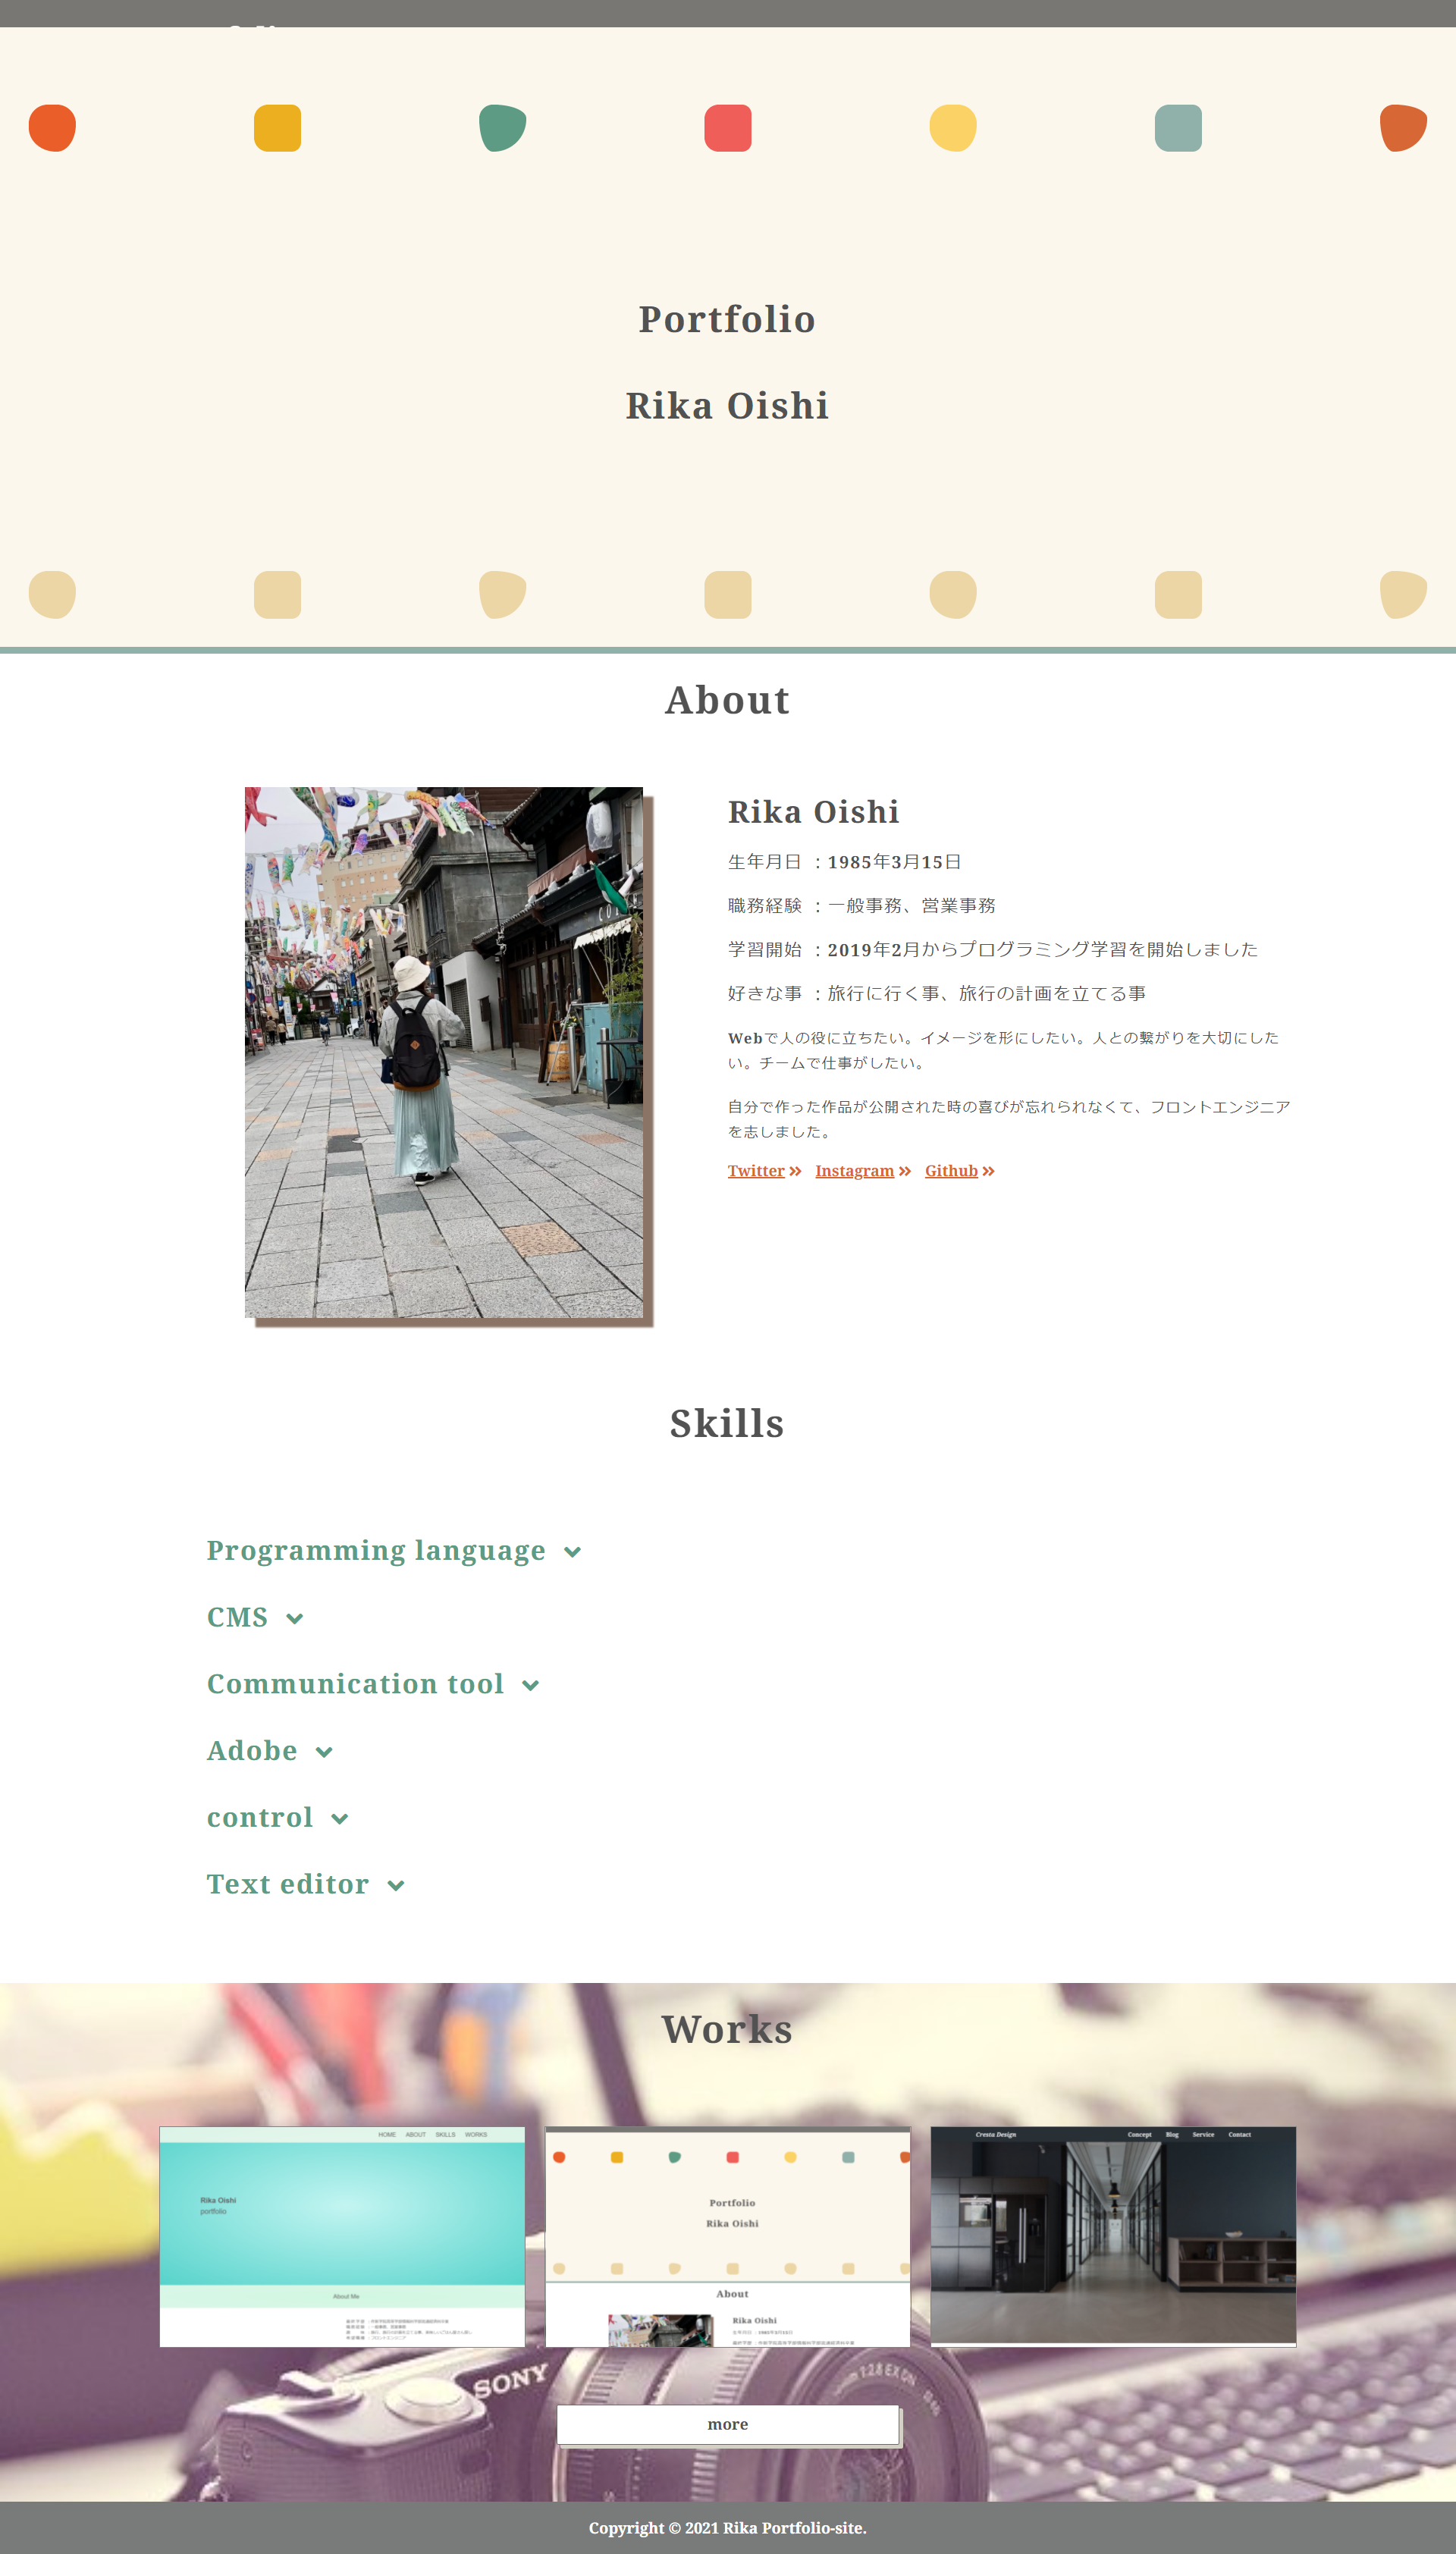 Portfolio
Rika Oishi
About
Rika Oishi
生年月日 ：1985年3月15日
職務経験 ：一般事務、営業事務
学習開始 ：2019年2月からプログラミング学習を開始しました
好きな事 ：旅行に行く事、旅行の計画を立てる事
Webで人の役に立ちたい。イメージを形にしたい。人との繋がりを大切にした
い。チームで仕事がしたい。
自分で作った作品が公開された時の喜びが忘れられなくて、フロントエンジニア
を志しました。
Twitter Instagram Github
Skills
Programming language
CMS
Communication tool
Adobe
control
Text editor
Works
HOME ABOUT SKILLS WORKS
Rika Oishi
portfolio
About Me
Portfolio
Rika Oishi
About
Rika Oishi
Cresta Design Concept Blog Service Contact
SONY
more
Copyright © 2021 Rika Portfolio-site.